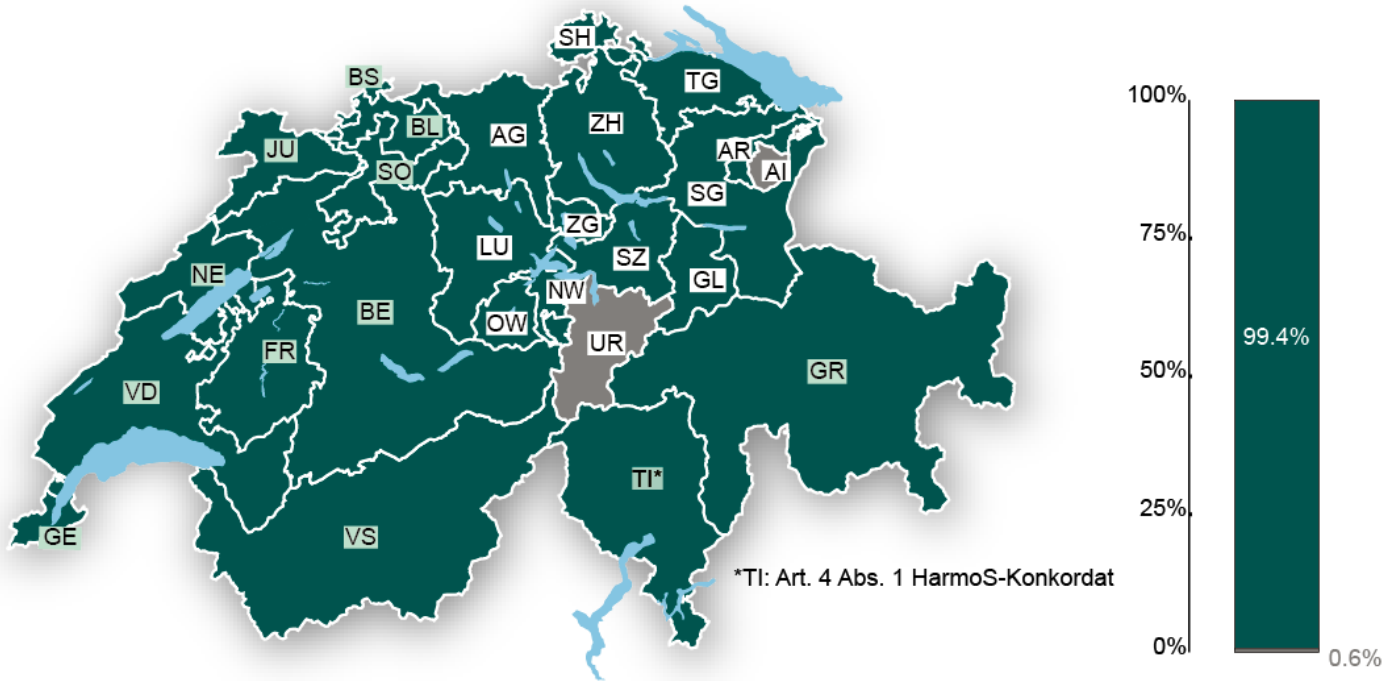 SH
BS
TG
100%
BL
AG
ZH
JU
AR
AI
SO
SG
ZG
75%
LU
SZ
NE
GL
NW
BE
OW
99.4%
UR
FR
GR
50%
VD
TI*
25%
GE
VS
*TI: Art. 4 Abs. 1 HarmoS-Konkordat
0%
0.6%